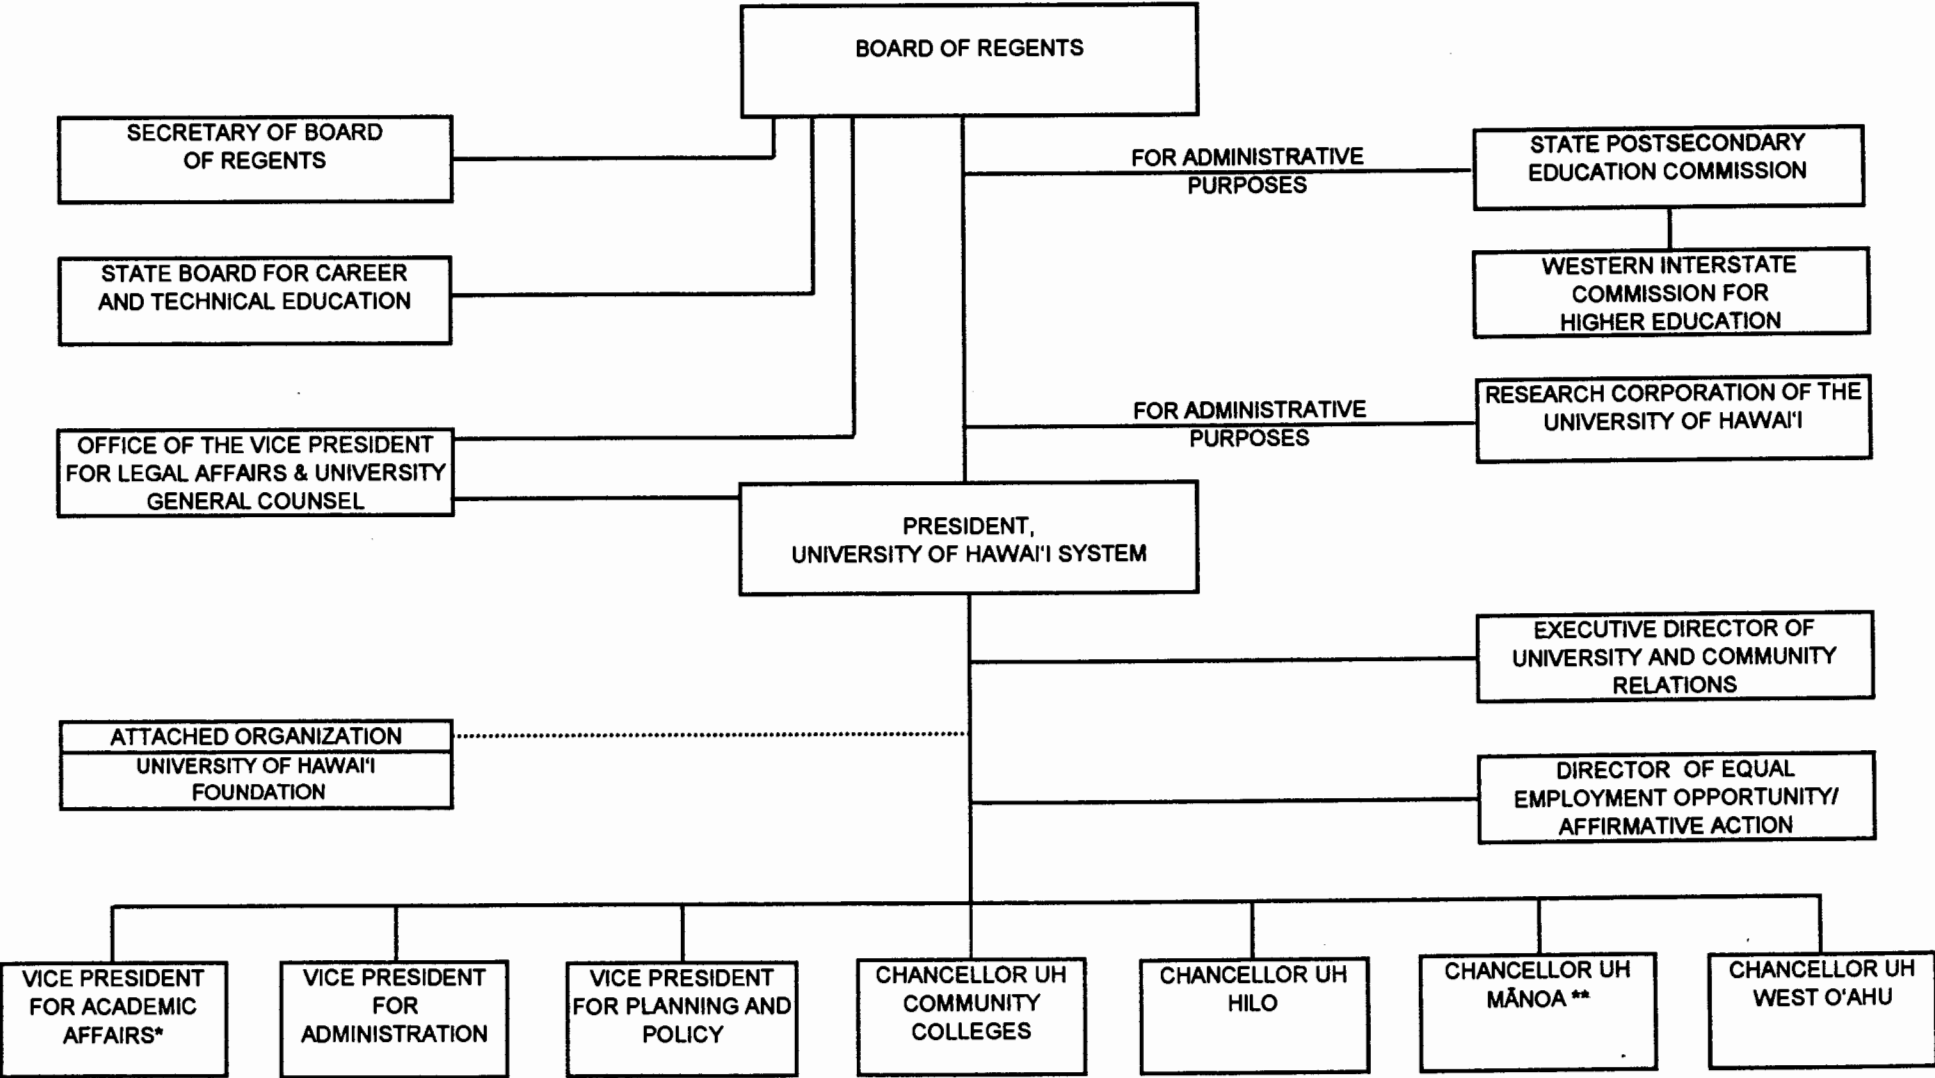 BOARD OF REGENTS
SECRETARY OF BOARD
OF REGENTS
FOR ADMINISTRATIVE
PURPOSES
STATE POSTSECONDARY
EDUCATION COMMISSION
STATE BOARD FOR CAREER
AND TECHNICAL EDUCATION
WESTERN INTERSTATE
COMMISSION FOR
HIGHER EDUCATION
OFFICE OF THE VICE PRESIDENT
FOR LEGAL AFFAIRS & UNIVERSITY
GENERAL COUNSEL
FOR ADMINISTRATIVE
PURPOSES
RESEARCH CORPORATION OF THE
UNIVERSITY OF HAWAI'I
PRESIDENT,
UNIVERSITY OF HAWAI'I SYSTEM
EXECUTIVE DIRECTOR OF
UNIVERSITY AND COMMUNITY
RELATIONS
ATTACHED ORGANIZATION
UNIVERSITY OF HAWAI'I
FOUNDATION
DIRECTOR OF EQUAL
EMPLOYMENT OPPORTUNITY/
AFFIRMATIVE ACTION
VICE PRESIDENT
FOR ACADEMIC
AFFAIRS*
VICE PRESIDENT
FOR
ADMINISTRATION
VICE PRESIDENT
FOR PLANNING AND
POLICY
CHANCELLOR UH
COMMUNITY
COLLEGES
CHANCELLOR UH
HILO
CHANCELLOR UH
MĀNOA **
CHANCELLOR UH
WEST O'AHU